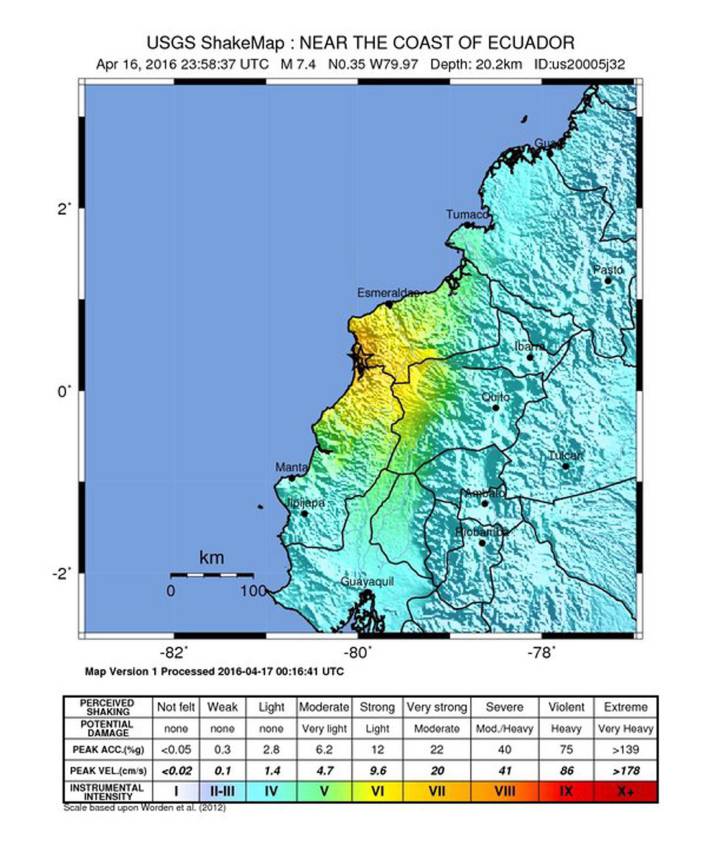 USGS ShakeMap : NEAR THE COAST OF ECUADOR
Apr 16, 2016 23:58:37 UTC M 7.4 N0.35 W79.97 Depth: 20.2km ID:us20005j32
2°
0°
-2°
Tumaco
Pasto
Esmeraldas
Ibarra
Quito
Manta
Tulcan
Jipijapa
Ambato
Riobamba
Guayaquil
km
0 100
-82° -80° -78°
Map Version 1 Processed 2016-04-17 00:16:41 UTC
PERCEIVED SHAKING Not felt Weak Light Moderate Strong Very strong Severe Violent Extreme
POTENTIAL DAMAGE none none none Very light Light Moderate Mod./Heavy Heavy Very Heavy
PEAK ACC.(%g) <0.05 0.3 2.8 6.2 12 22 40 75 >139
PEAK VEL.(cm/s) <0.02 0.1 1.4 4.7 9.6 20 41 86 >178
INSTRUMENTAL INTENSITY I II-III IV V VI VII VIII IX X+
Scale based upon Worden et al. (2012)